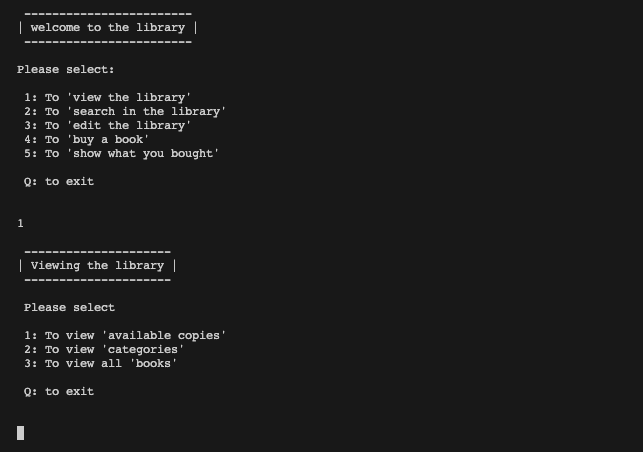 ------------------------
| welcome to the library |
------------------------
Please select:
1: To 'view the library'
2: To 'search in the library'
3: To 'edit the library'
4: To 'buy a book'
5: To 'show what you bought'
Q: to exit
1
---------------------
| Viewing the library |
---------------------
Please select
1: To view 'available copies'
2: To view 'categories'
3: To view all 'books'
Q: to exit